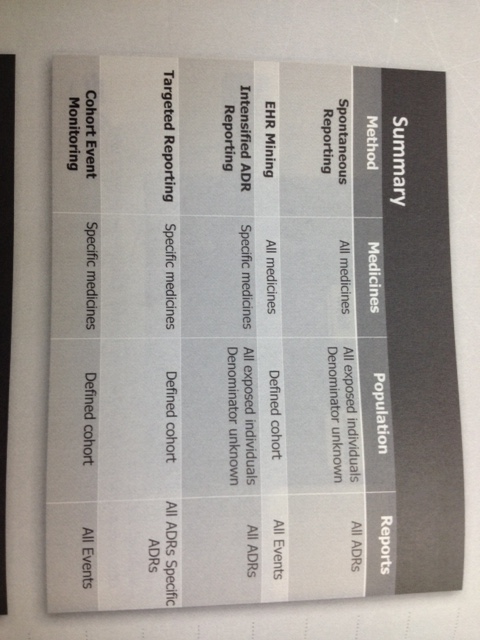 Summary
Method Medicines Population Reports
Spontaneous Reporting All medicines All exposed individuals Denominator unknown All ADRs
EHR Mining All medicines Defined cohort All Events
Intensified ADR Reporting Specific medicines All exposed individuals Denominator unknown All ADRs
Targeted Reporting Specific medicines Defined cohort All ADRs Specific ADRs
Cohort Event Monitoring Specific medicines Defined cohort All Events